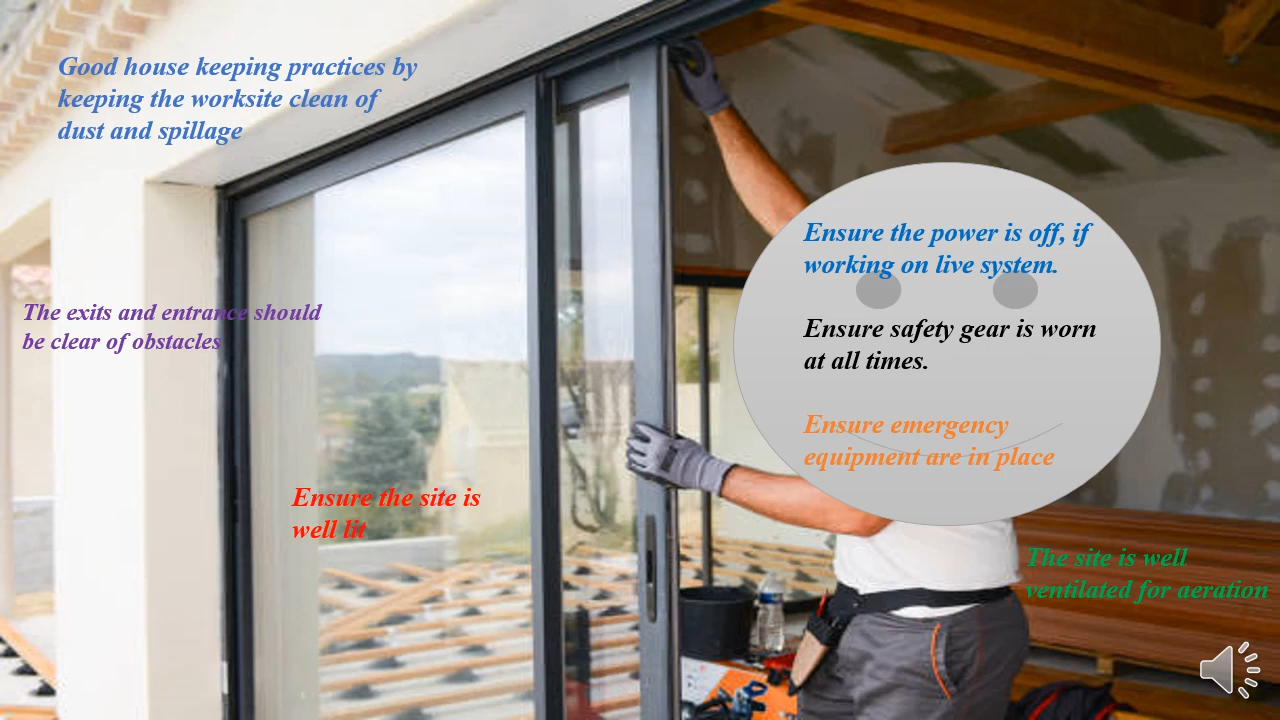 Good house keeping practices by
keeping the worksite clean of
dust and spillage
Ensure the power is off, if
working on live system.
The exits and entrance should
be clear of obstacles
Ensure safety gear is worn
at all times.
Ensure emergency
equipment are in place
Ensure the site is
well lit
The site is well
ventilated for aeration